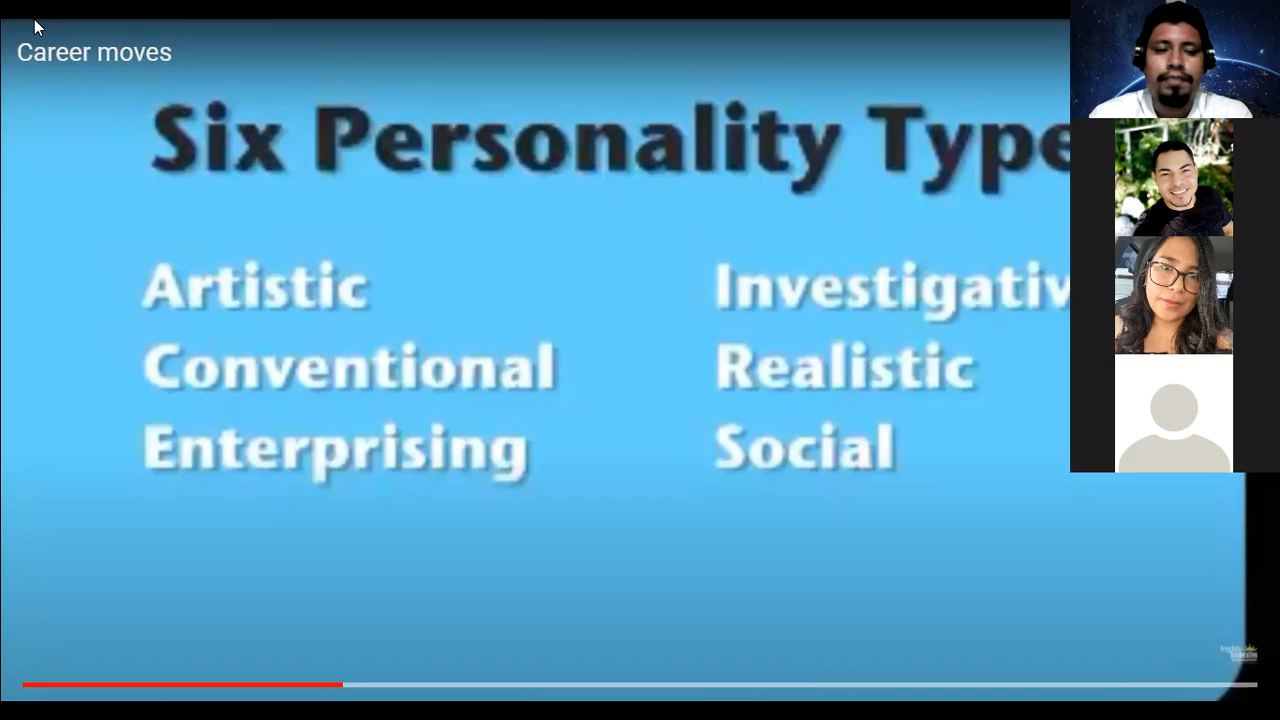 Career moves
Six Personality Type
Artistic
Investigativ
Conventional
Realistic
Enterprising
Social